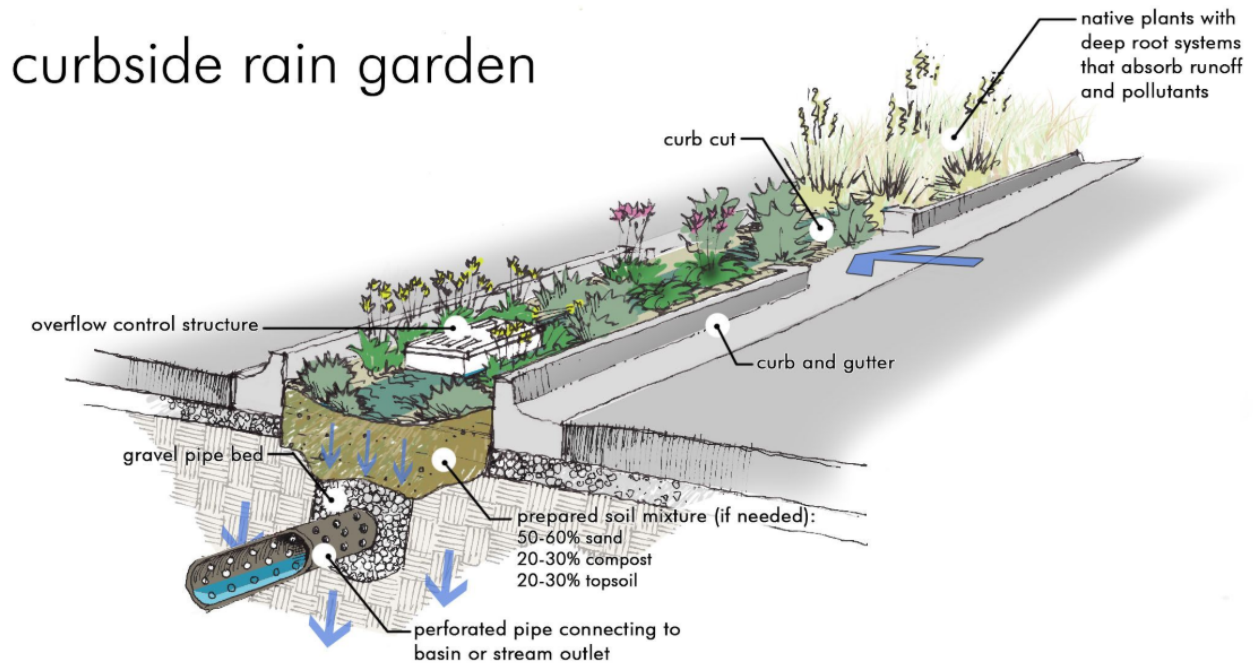 curbside rain garden
native plants with
deep root systems
that absorb runoff
and pollutants
curb cut
overflow control structure
curb and gutter
gravel pipe bed
prepared soil mixture (if needed):
50-60% sand
20-30% compost
20-30% topsoil
perforated pipe connecting to
basin or stream outlet